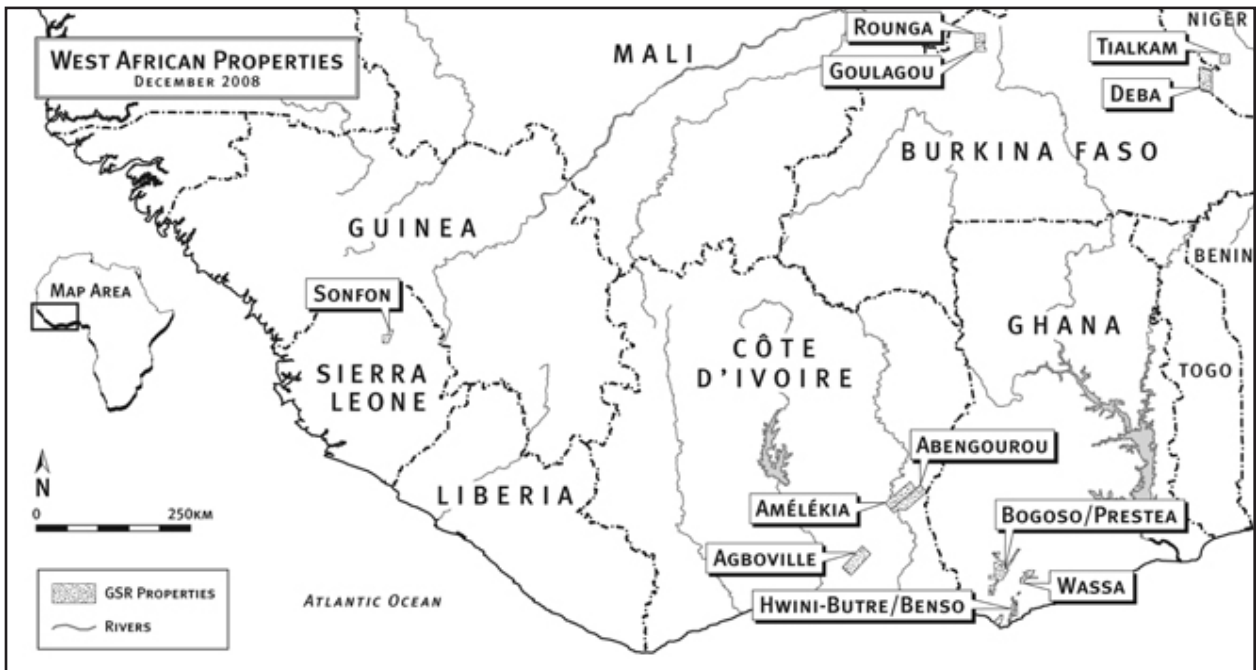 WEST AFRICAN PROPERTIES
DECEMBER 2008
MALI
ROUNGA
GOULAGOU
NIGER
TIALKAM
DEBA
BURKINA FASO
GUINEA
BENIN
MAP AREA
SONFON
SIERRA
LEONE
CÔTE
D'IVOIRE
GHANA
TOGO
ABENGOUROU
LIBERIA
AMÉLÉKIA
BOGOSO/PRESTEA
AGBOVILLE
WASSA
HWINI-BUTRE/BENSO
N
0 250KM
GSR PROPERTIES
RIVERS
ATLANTIC OCEAN